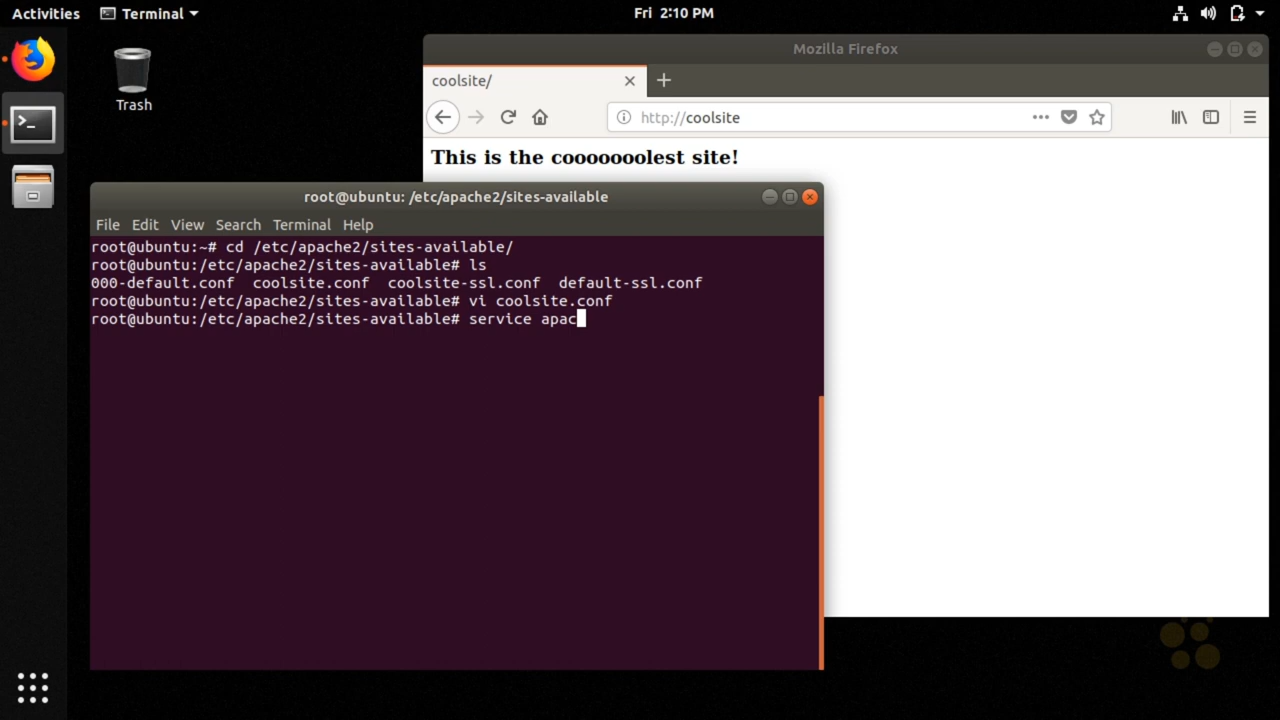 Activities Terminal Fri 2:10 PM
Trash
Mozilla Firefox
coolsite/
http://coolsite
This is the cooooooolest site!
root@ubuntu: /etc/apache2/sites-available
File Edit View Search Terminal Help
root@ubuntu:~# cd /etc/apache2/sites-available/
root@ubuntu:/etc/apache2/sites-available# ls
000-default.conf coolsite.conf coolsite-ssl.conf default-ssl.conf
root@ubuntu:/etc/apache2/sites-available# vi coolsite.conf
root@ubuntu:/etc/apache2/sites-available# service apac